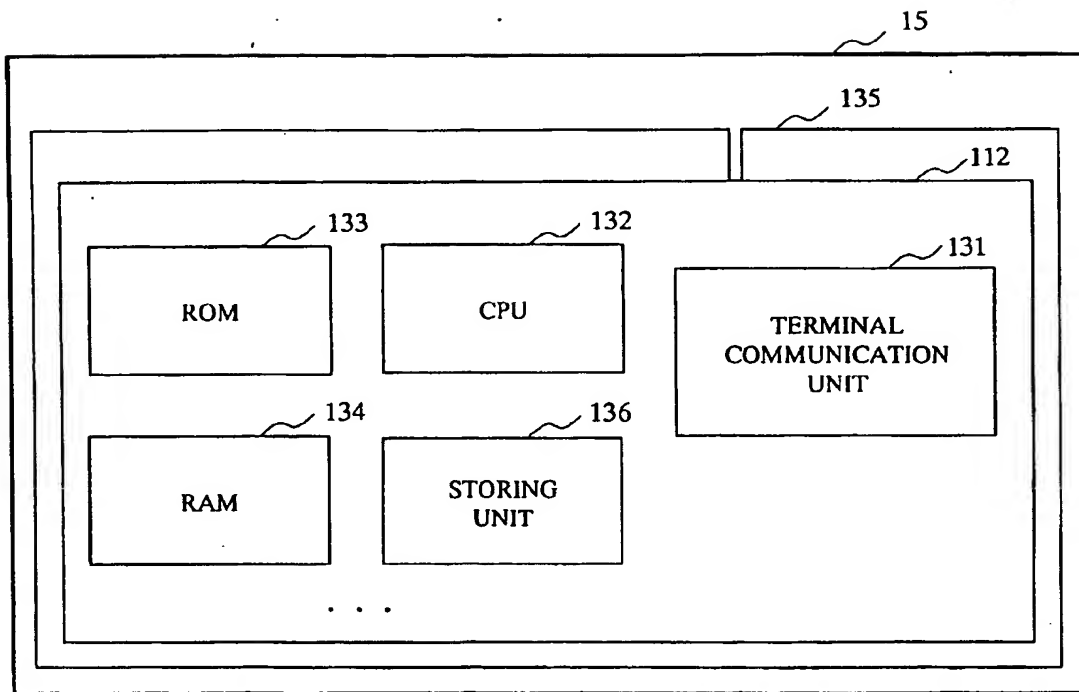 15
135
112
133
132
131
ROM
CPU
TERMINAL
COMMUNICATION
UNIT
134
136
RAM
STORING
UNIT
. . .